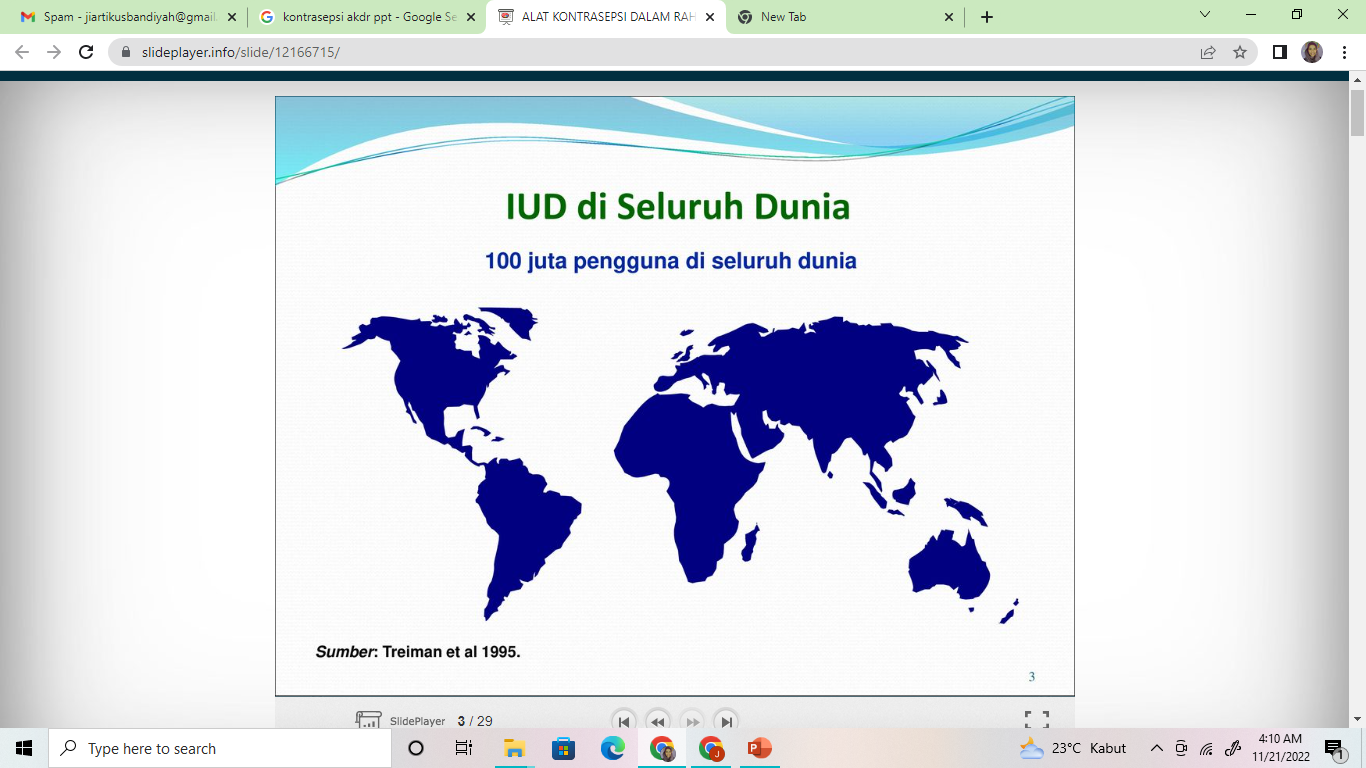 Spam - jiartikusbandiyah@gmail.
kontrasepsi akdr ppt - Google Se
ALAT KONTRASEPSI DALAM RAH
New Tab
slideplayer.info/slide/12166715/
IUD di Seluruh Dunia
100 juta pengguna di seluruh dunia
Sumber: Treiman et al 1995.
3
SlidePlayer 3 / 29
Type here to search
23°C Kabut
4:10 AM
11/21/2022
1